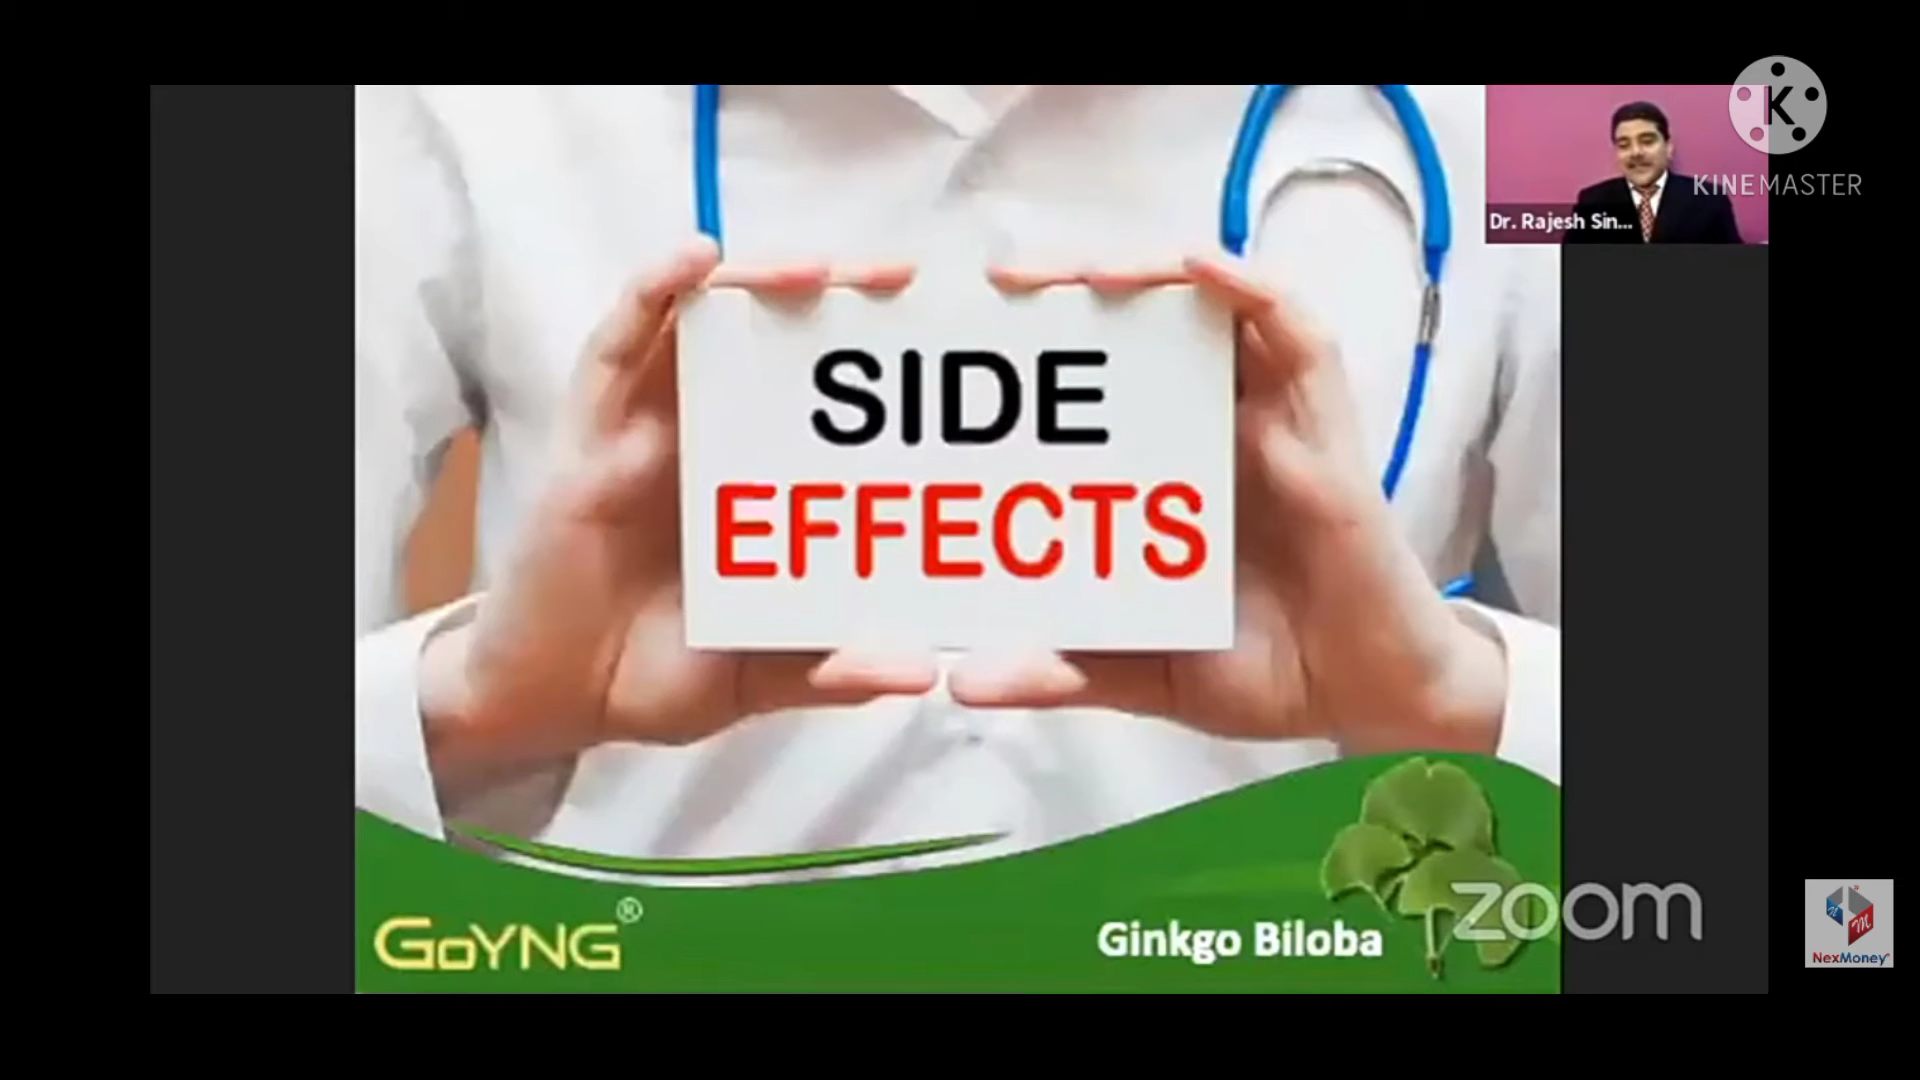 KINEMASTER
Dr. Rajesh Sin...
SIDE
EFFECTS
GOYNG®
Ginkgo Biloba
zoom
NexMoney